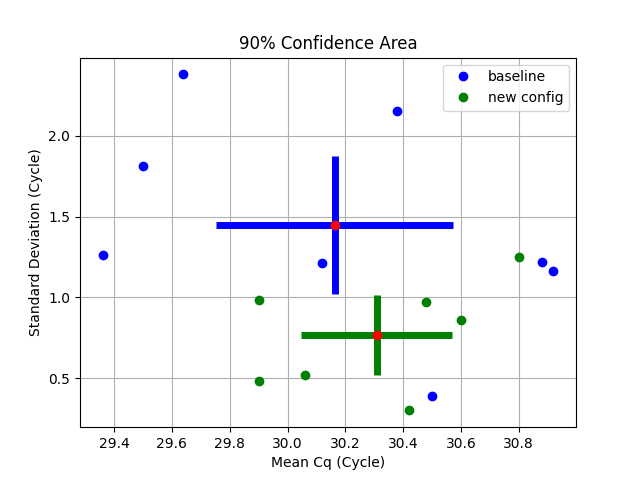 90% Confidence Area
baseline
new config
Standard Deviation (Cycle)
2.0
1.5
1.0
0.5
29.4 29.6 29.8 30.0 30.2 30.4 30.6 30.8
Mean Cq (Cycle)